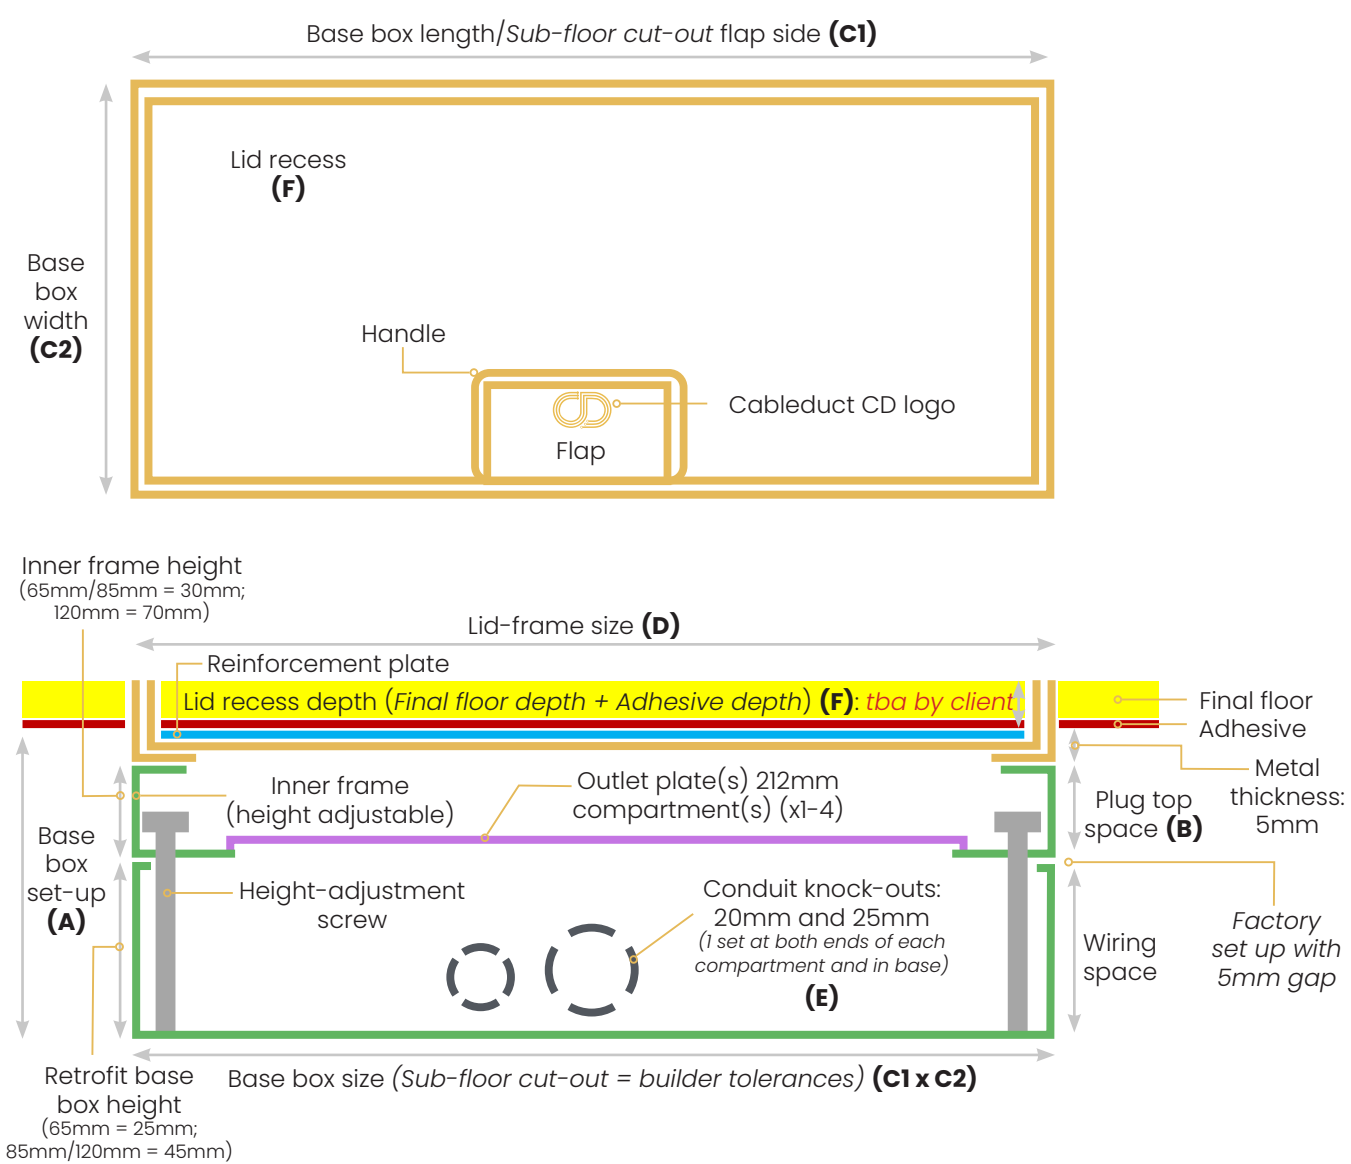 Base box length/Sub-floor cut-out flap side (C1)
Lid recess
(F)
Base
box
width
(C2)
Handle
Cableduct CD logo
Flap
Inner frame height
(65mm/85mm = 30mm;
120mm = 70mm)
Lid-frame size (D)
Reinforcement plate
Lid recess depth (Final floor depth + Adhesive depth) (F): tba by client
Final floor
Adhesive
Metal
thickness:
5mm
Inner frame
(height adjustable)
Outlet plate(s) 212mm
compartment(s) (x1-4)
Plug top
space (B)
Base
box
set-up
(A)
Height-adjustment
screw
Conduit knock-outs:
20mm and 25mm
(1 set at both ends of each
compartment and in base)
(E)
Wiring
space
Factory
set up with
5mm gap
Retrofit base
box height
(65mm = 25mm;
85mm/120mm = 45mm)
Base box size (Sub-floor cut-out = builder tolerances) (C1 x C2)